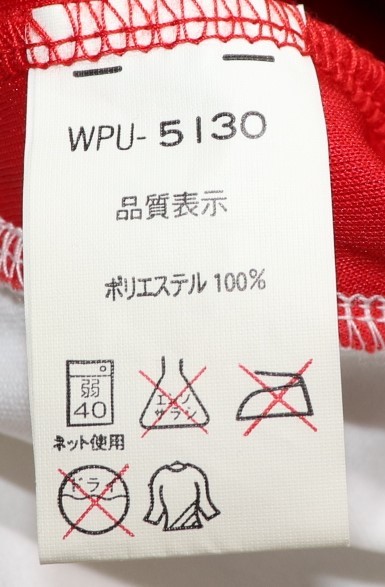 WPU-5130
品質表示
ポリエステル 100%
弱
40
エンソ
サラシ
ネット使用
ドライ